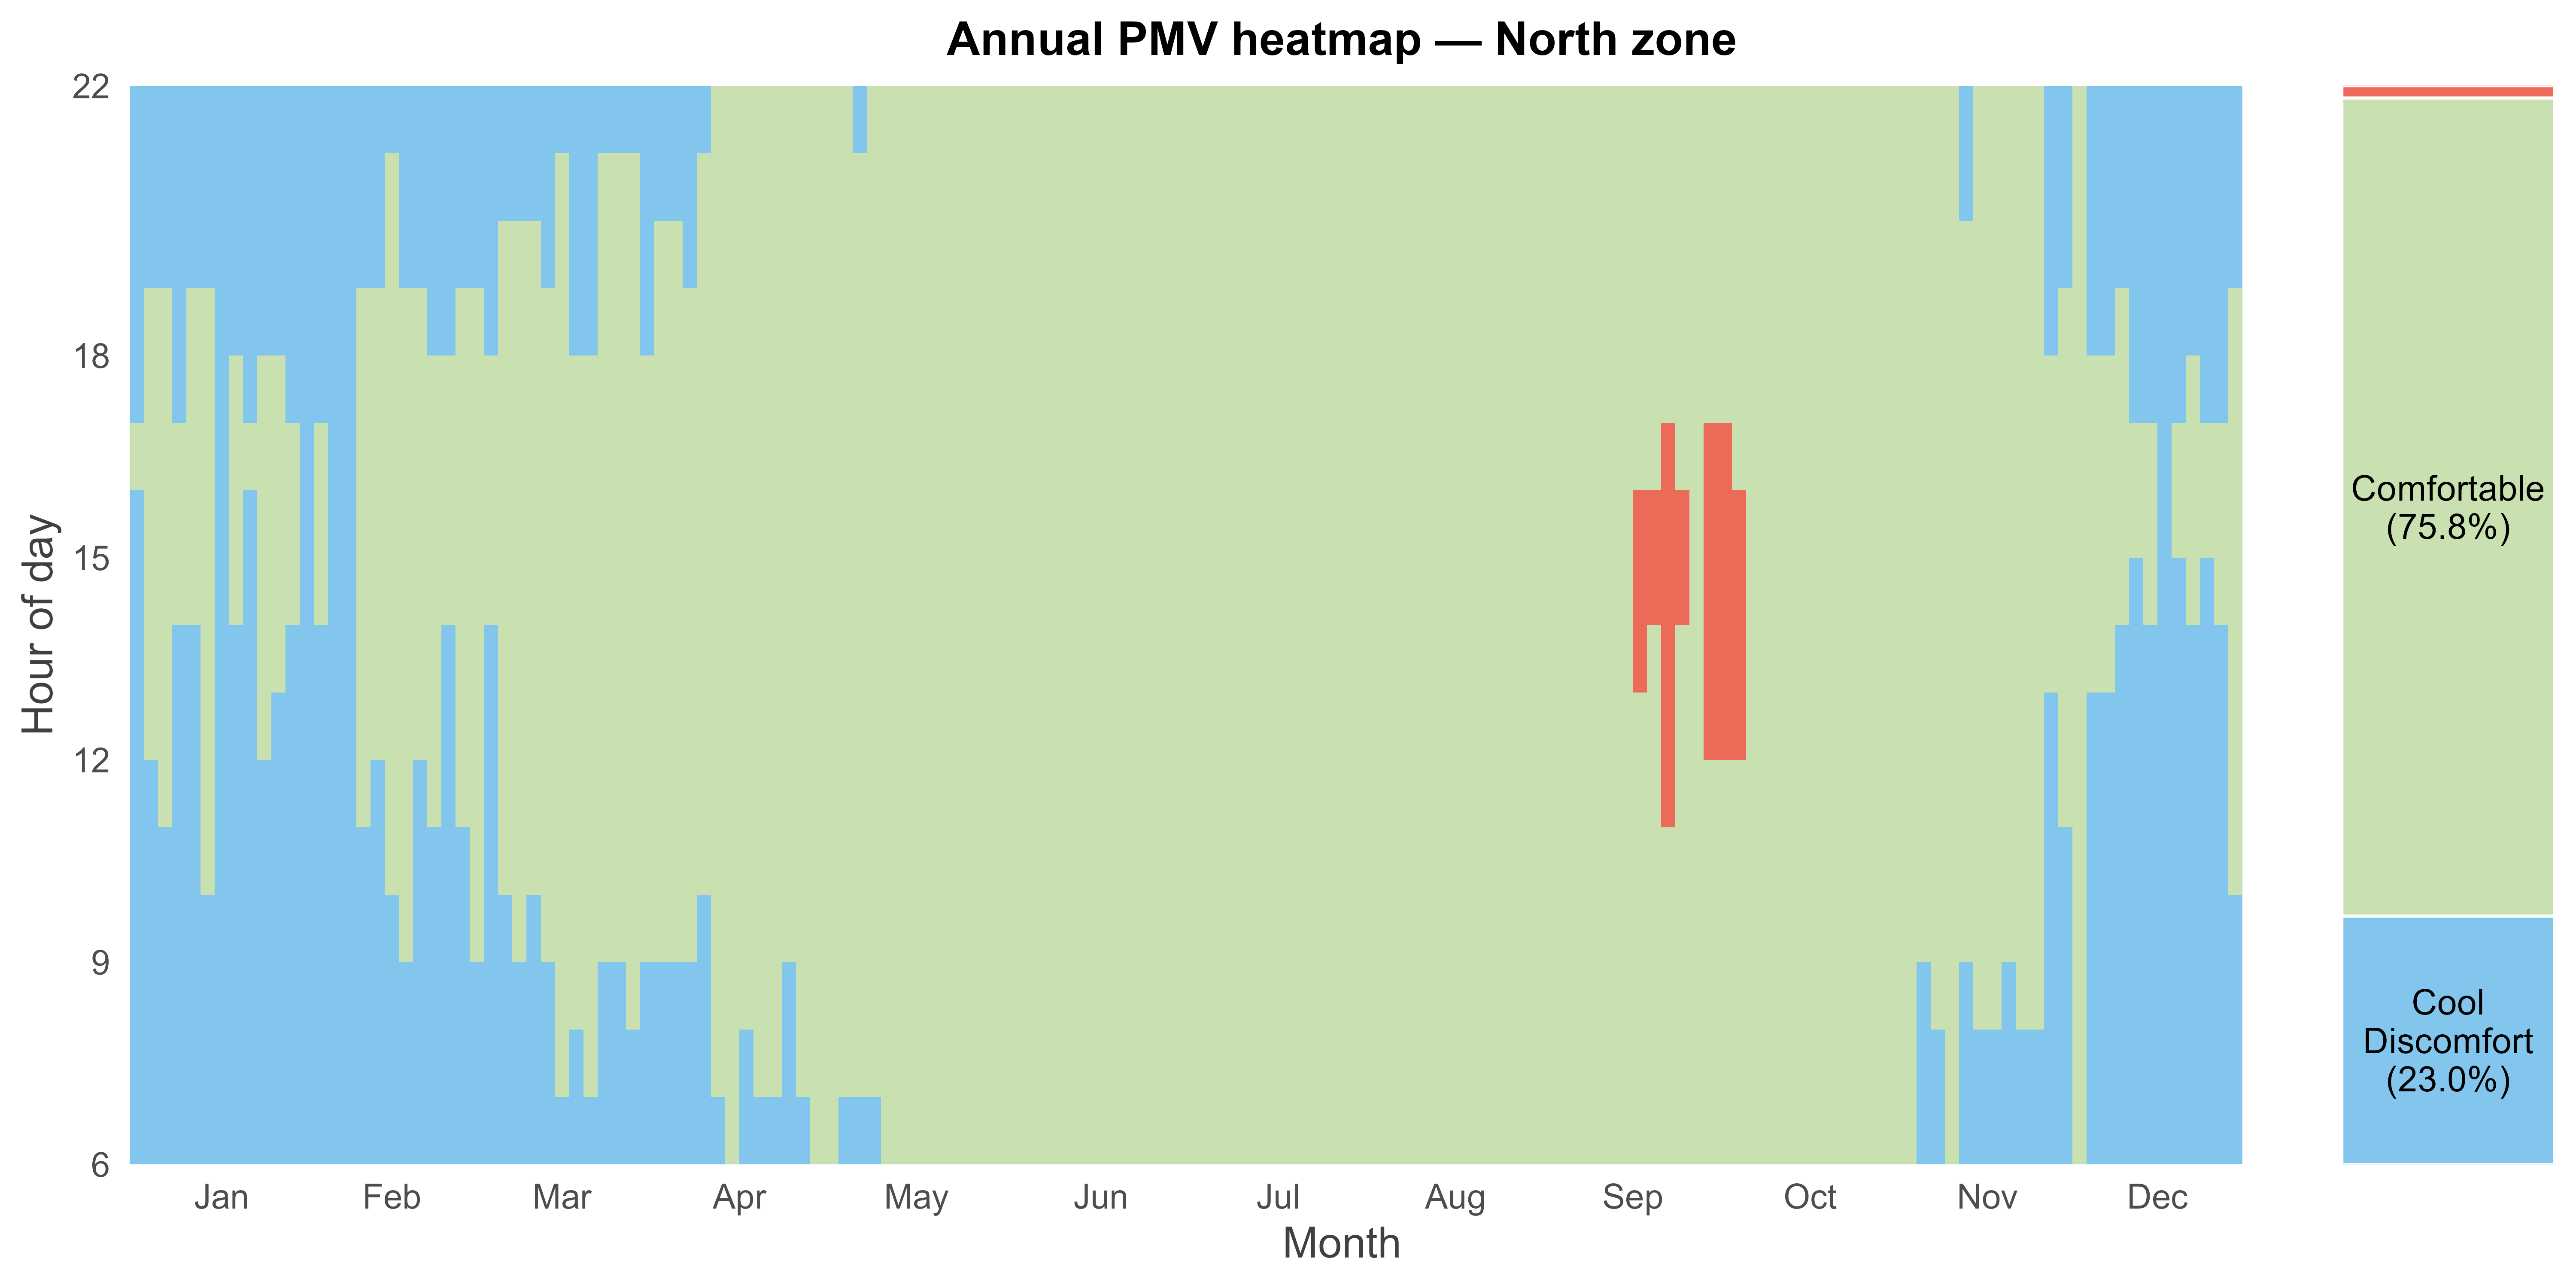 Annual PMV heatmap — North zone
22
18
15
12
9
6
Hour of day
Jan Feb Mar Apr May Jun Jul Aug Sep Oct Nov Dec
Month
Comfortable
(75.8%)
Cool
Discomfort
(23.0%)